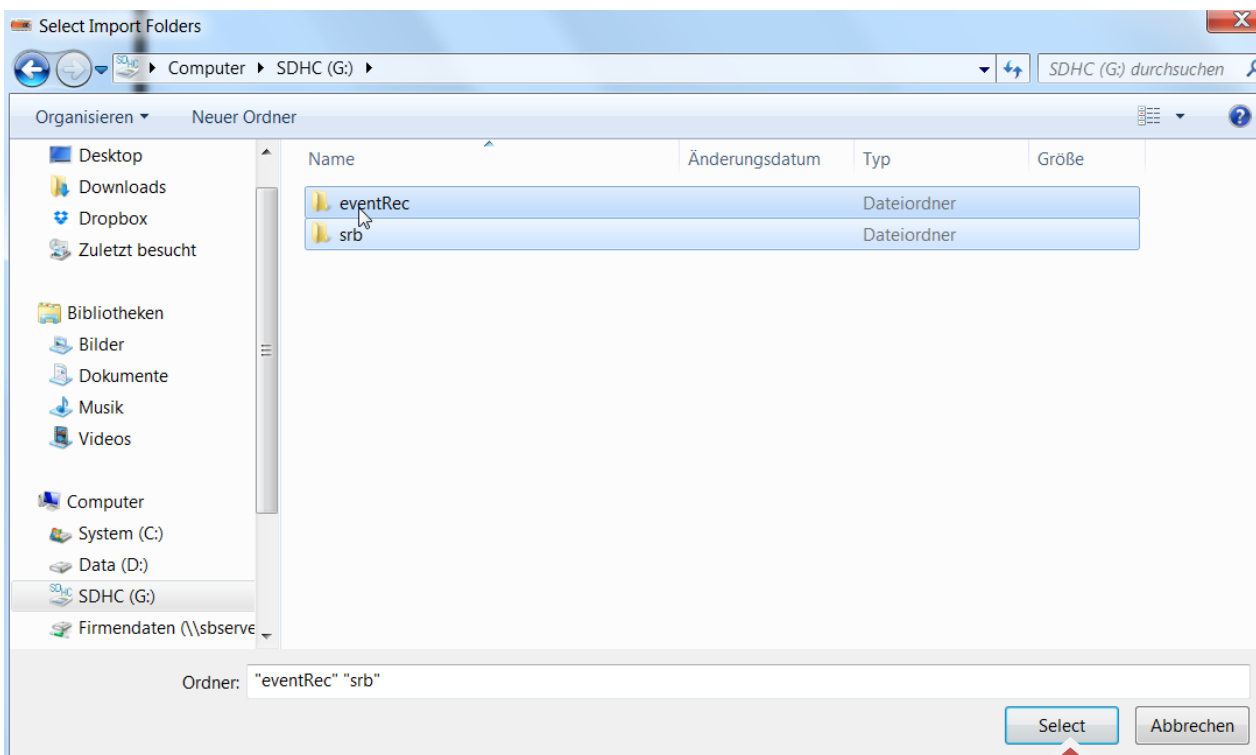 Select Import Folders
Computer SDHC (G:)
SDHC (G:) durchsuchen
Organisieren Neuer Ordner
Name Änderungsdatum Typ Größe
Desktop
Downloads
Dropbox
Zuletzt besucht
Bibliotheken
Bilder
Dokumente
Musik
Videos
Computer
System (C:)
Data (D:)
SDHC (G:)
Firmendaten (\\sbserve
eventRec Dateiordner
srb Dateiordner
Ordner: "eventRec" "srb"
Select Abbrechen